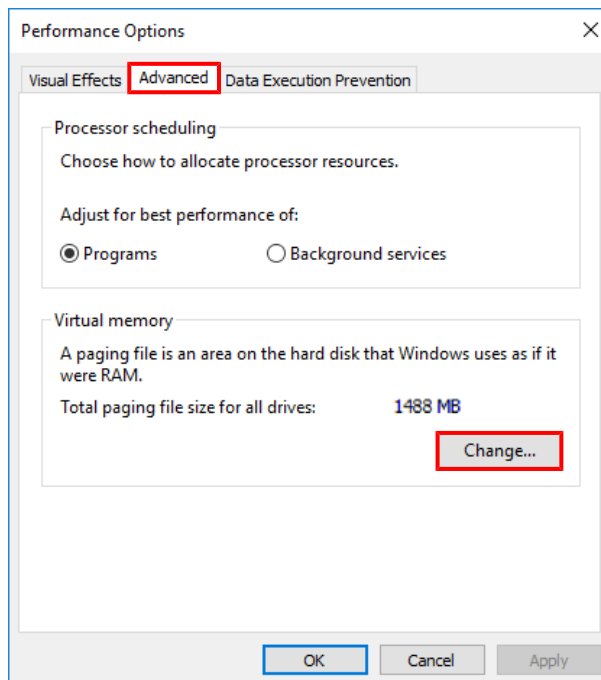 Performance Options
Visual Effects Advanced Data Execution Prevention
Processor scheduling
Choose how to allocate processor resources.
Adjust for best performance of:
Programs Background services
Virtual memory
A paging file is an area on the hard disk that Windows uses as if it
were RAM.
Total paging file size for all drives: 1488 MB
Change...
OK Cancel Apply